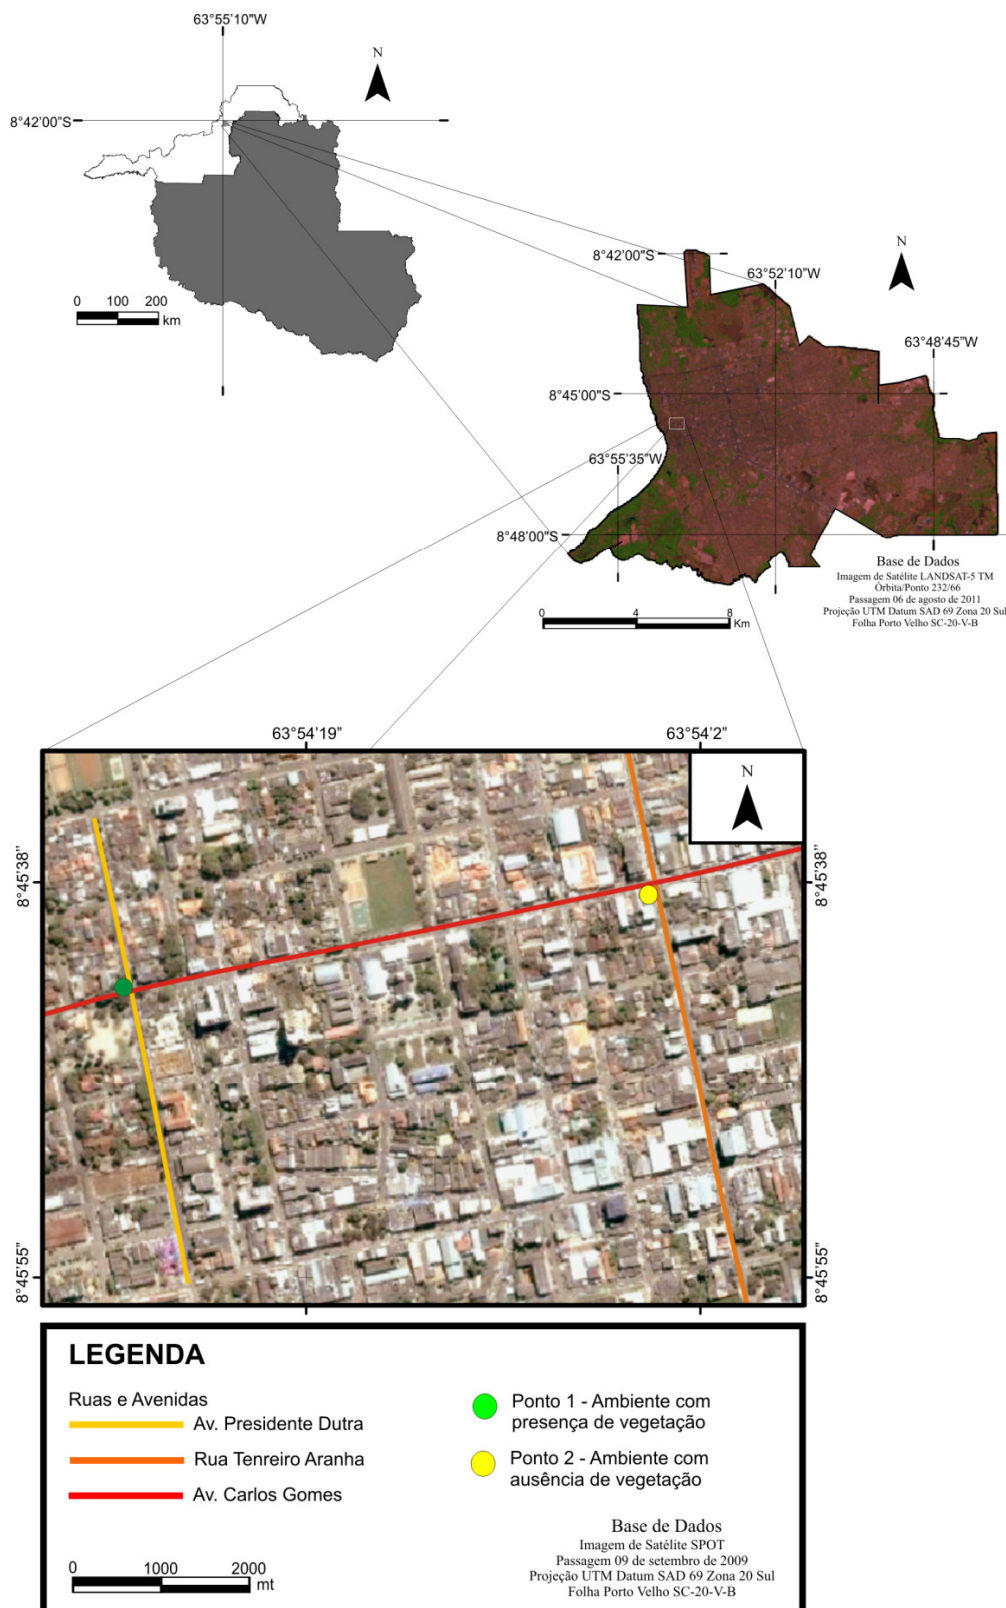 63°55'10"W
N
8°42'00"S
0 100 200
km
N
8°42'00"S
63°52'10"W
63°48'45"W
8°45'00"S
63°55'35"W
8°48'00"S
Base de Dados
Imagem de Satélite LANDSAT-5 TM
Órbita/Ponto 232/66
Passagem 06 de agosto de 2011
Projeção UTM Datum SAD 69 Zona 20 Sul
Folha Porto Velho SC-20-V-B
0 4 8
Km
63°54'19"
63°54'2"
N
8°45'38"
8°45'38"
8°45'55"
8°45'55"
LEGENDA
Ruas e Avenidas
Av. Presidente Dutra
Rua Tenreiro Aranha
Av. Carlos Gomes
Ponto 1 - Ambiente com
presença de vegetação
Ponto 2 - Ambiente com
ausência de vegetação
0 1000 2000
mt
Base de Dados
Imagem de Satélite SPOT
Passagem 09 de setembro de 2009
Projeção UTM Datum SAD 69 Zona 20 Sul
Folha Porto Velho SC-20-V-B